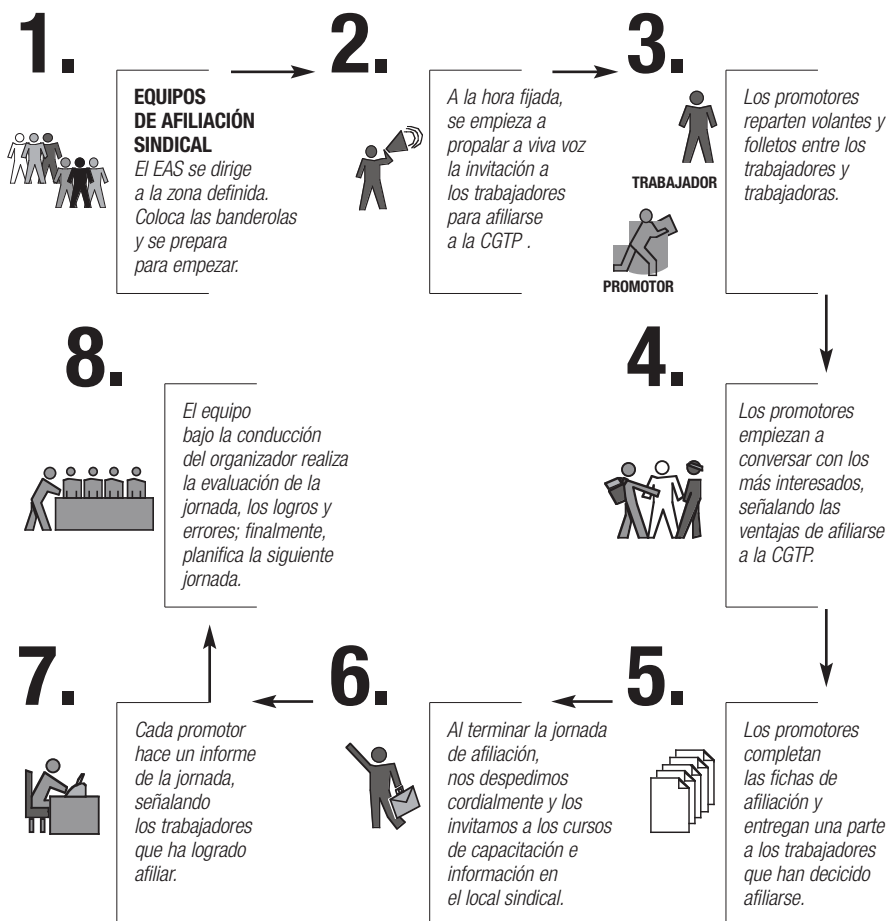 1.
EQUIPOS
DE AFILIACIÓN
SINDICAL
El EAS se dirige
a la zona definida.
Coloca las banderolas
y se prepara
para empezar.
2.
A la hora fijada,
se empieza a
propalar a viva voz
la invitación a
los trabajadores
para afiliarse
a la CGTP .
3.
TRABAJADOR
PROMOTOR
Los promotores
reparten volantes y
folletos entre los
trabajadores y
trabajadoras.
4.
Los promotores
empiezan a
conversar con los
más interesados,
señalando las
ventajas de afiliarse
a la CGTP.
5.
Los promotores
completan
las fichas de
afiliación y
entregan una parte
a los trabajadores
que han decicido
afiliarse.
6.
Al terminar la jornada
de afiliación,
nos despedimos
cordialmente y los
invitamos a los cursos
de capacitación e
información en
el local sindical.
7.
Cada promotor
hace un informe
de la jornada,
señalando
los trabajadores
que ha logrado
afiliar.
8.
El equipo
bajo la conducción
del organizador realiza
la evaluación de la
jornada, los logros y
errores; finalmente,
planifica la siguiente
jornada.